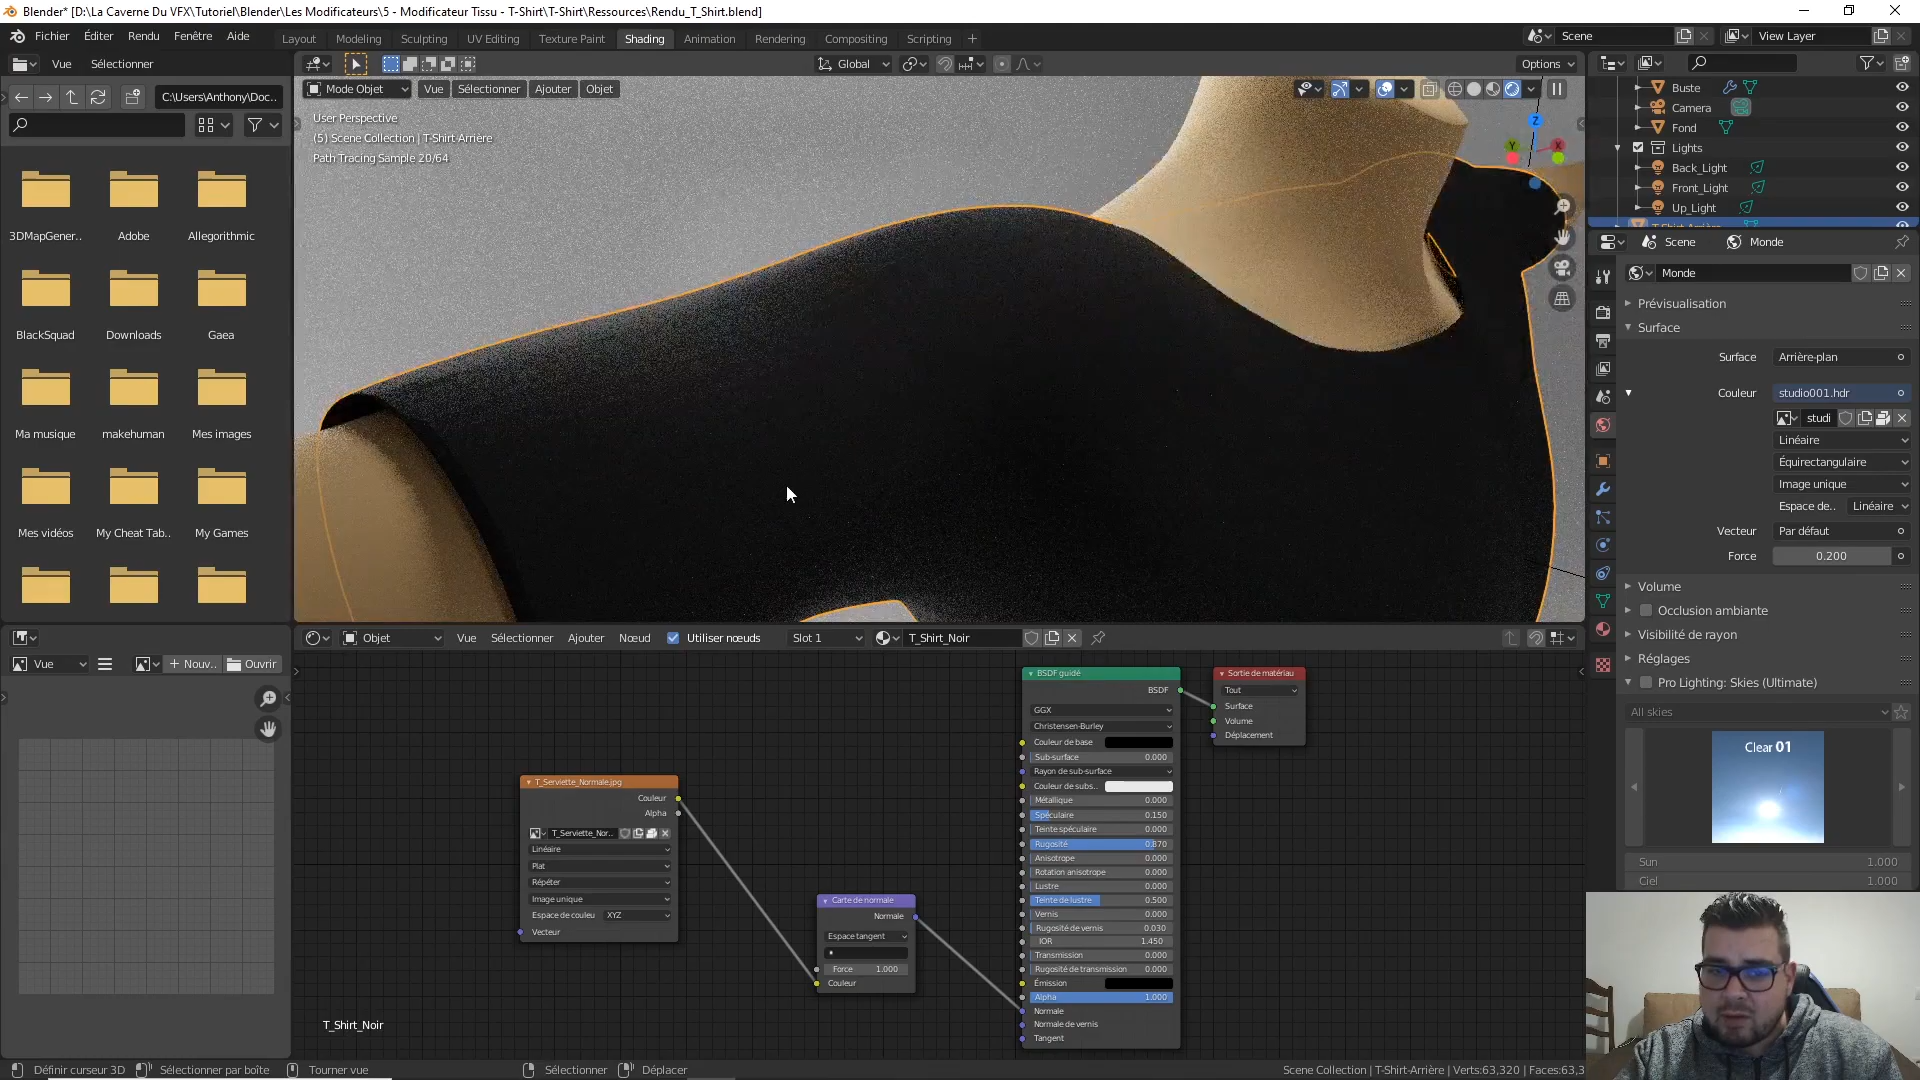 Blender* [D:\La Caverne Du VFX\Tutoriel\Blender\Les Modificateurs\5 - Modificateur Tissu - T-Shirt\T-Shirt\Ressources\Rendu_T_Shirt.blend]
Fichier Éditer Rendu Fenêtre Aide Layout Modeling Sculpting UV Editing Texture Paint Shading Animation Rendering Compositing Scripting + Scene View Layer
Vue Sélectionner Global Options
C:\Users\Anthony\Doc..
Mode Objet Vue Sélectionner Ajouter Objet
User Perspective
(5) Scene Collection | T-Shirt-Arrière
Path Tracing Sample 20/64
Z
Y X
3DMapGener.. Adobe Allegorithmic
BlackSquad Downloads Gaea
Ma musique makehuman Mes images
Mes vidéos My Cheat Tab.. My Games
Buste
Camera
Fond
Lights
Back_Light
Front_Light
Up_Light
Scene Monde
Monde
Prévisualisation
Surface
Surface Arrière-plan
Couleur studio001.hdr
studi
Linéaire
Équirectangulaire
Image unique
Espace de.. Linéaire
Vecteur Par défaut
Force 0.200
Volume
Occlusion ambiante
Visibilité de rayon
Réglages
Pro Lighting: Skies (Ultimate)
All skies
Clear 01
Sun 1.000
Ciel 1.000
Vue + Nouv.. Ouvrir
Objet Vue Sélectionner Ajouter Nœud Utiliser nœuds Slot 1 T_Shirt_Noir
T_Serviette_Normale.jpg
Couleur
Alpha
T_Serviette_Nor..
Linéaire
Plat
Répéter
Image unique
Espace de couleu XYZ
Vecteur
Carte de normale
Normale
Espace tangent
Force 1.000
Couleur
BSDF guidé
BSDF
GGX
Christensen-Burley
Couleur de base
Sub-surface 0.000
Rayon de sub-surface
Couleur de subs..
Métallique 0.000
Spéculaire 0.150
Teinte spéculaire 0.000
Rugosité 0.870
Anisotrope 0.000
Rotation anisotrope 0.000
Lustre 0.000
Teinte de lustre 0.500
Vernis 0.000
Rugosité de vernis 0.030
IOR 1.450
Transmission 0.000
Rugosité de transmission 0.000
Émission
Alpha 1.000
Normale
Normale de vernis
Tangent
Sortie de matériau
Tout
Surface
Volume
Déplacement
T_Shirt_Noir
Définir curseur 3D Sélectionner par boîte Tourner vue Sélectionner Déplacer Scene Collection | T-Shirt-Arrière | Verts:63,320 | Faces:63,3